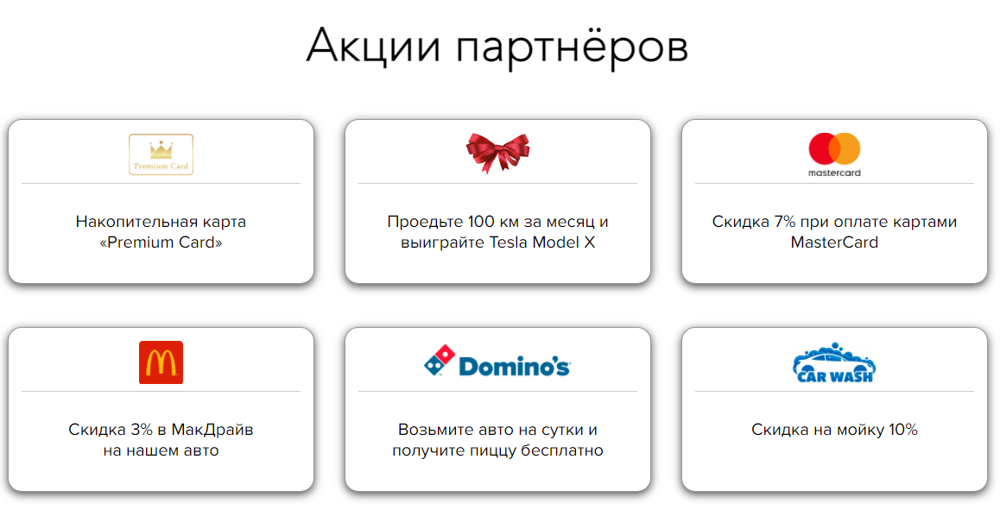 Акции партнёров
Premium Card
Накопительная карта
«Premium Card»
Проедьте 100 км за месяц и
выиграйте Tesla Model X
mastercard
Скидка 7% при оплате картами
MasterCard
Скидка 3% в МакДрайв
на нашем авто
Domino's
Возьмите авто на сутки и
получите пиццу бесплатно
CAR WASH
Скидка на мойку 10%